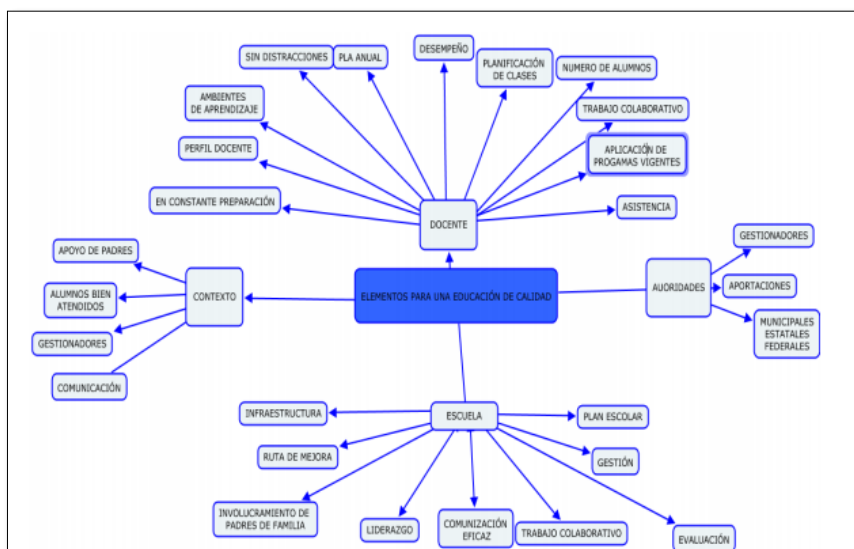 DESEMPEÑO
SIN DISTRACCIONES
PLA ANUAL
PLANIFICACIÓN
DE CLASES
NUMERO DE ALUMNOS
AMBIENTES
DE APRENDIZAJE
TRABAJO COLABORATIVO
PERFIL DOCENTE
APLICACIÓN DE
PROGAMAS VIGENTES
EN CONSTANTE PREPARACIÓN
ASISTENCIA
DOCENTE
GESTIONADORES
APOYO DE PADRES
CONTEXTO
AUORIDADES
APORTACIONES
ALUMNOS BIEN
ATENDIDOS
ELEMENTOS PARA UNA EDUCACIÓN DE CALIDAD
MUNICIPALES
ESTATALES
FEDERALES
GESTIONADORES
COMUNICACIÓN
INFRAESTRUCTURA
ESCUELA
PLAN ESCOLAR
RUTA DE MEJORA
GESTIÓN
INVOLUCRAMIENTO DE
PADRES DE FAMILIA
LIDERAZGO
COMUNIZACIÓN
EFICAZ
TRABAJO COLABORATIVO
EVALUACIÓN